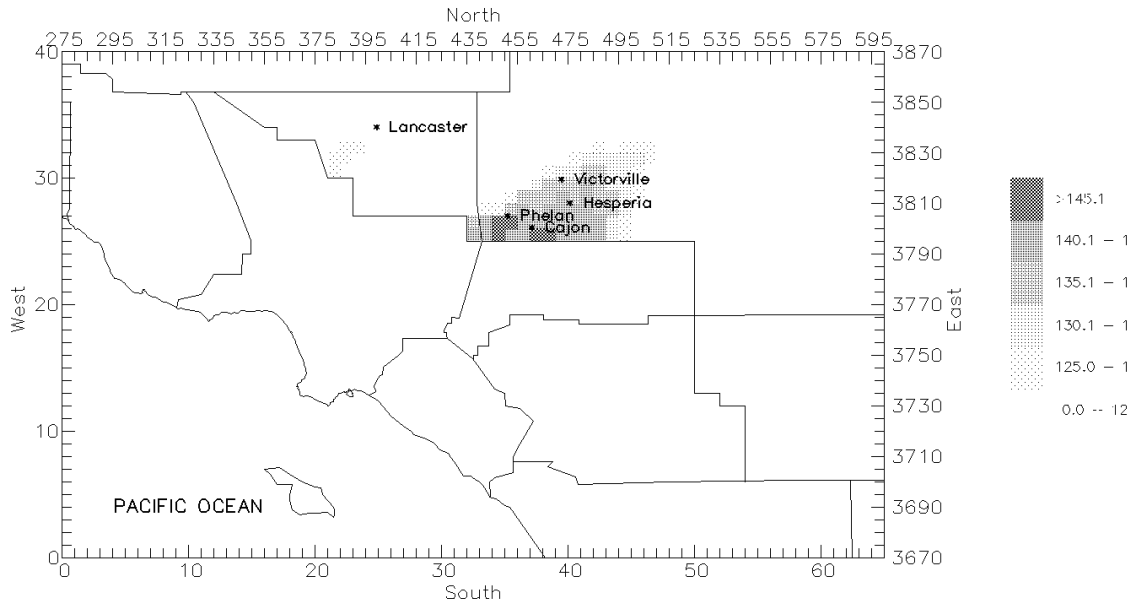 North
275 295 315 335 355 375 395 415 435 455 475 495 515 535 555 575 595
40 3870
3850
Lancaster
3830
30 Victorville
Hesperia 3810
Phelan
Cajon
3790
West 20 3770 East
3750
3730
10
3710
PACIFIC OCEAN 3690
0 3670
0 10 20 30 40 50 60
South
>145.1
140.1 - 1
135.1 - 1
130.1 - 1
125.0 - 1
0.0 -- 12